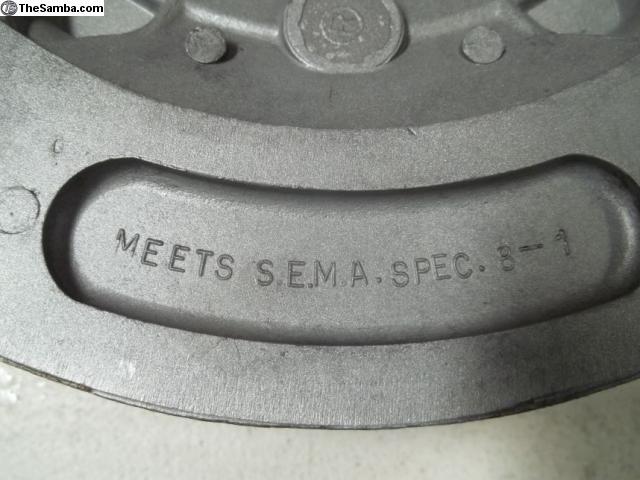 TheSamba.com
MEETS S.E.M.A. SPEC. 3-1